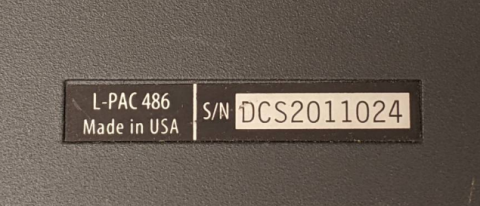 L-PAC 486
Made in USA
S/N DCS2011024